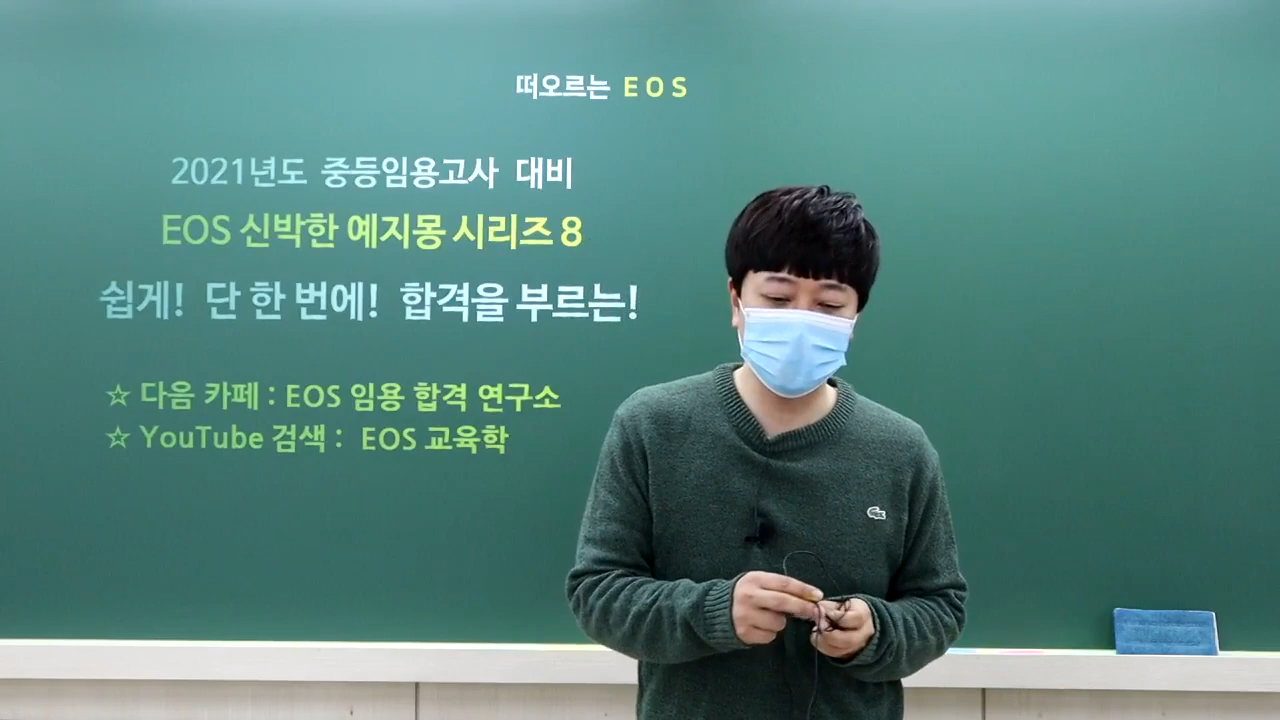 떠오르는 E O S
2021년도 중등임용고사 대비
EOS 신박한 예지몽 시리즈 8
쉽게! 단 한 번에! 합격을 부르는!
☆ 다음 카페 : EOS 임용 합격 연구소
☆ YouTube 검색 : EOS 교육학